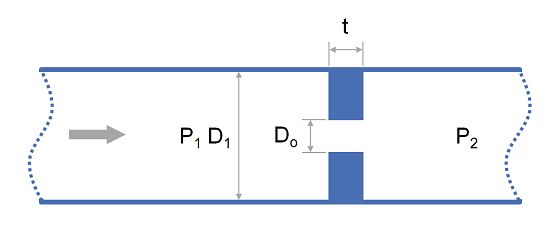 t
P₁ D₁ Dₒ P₂